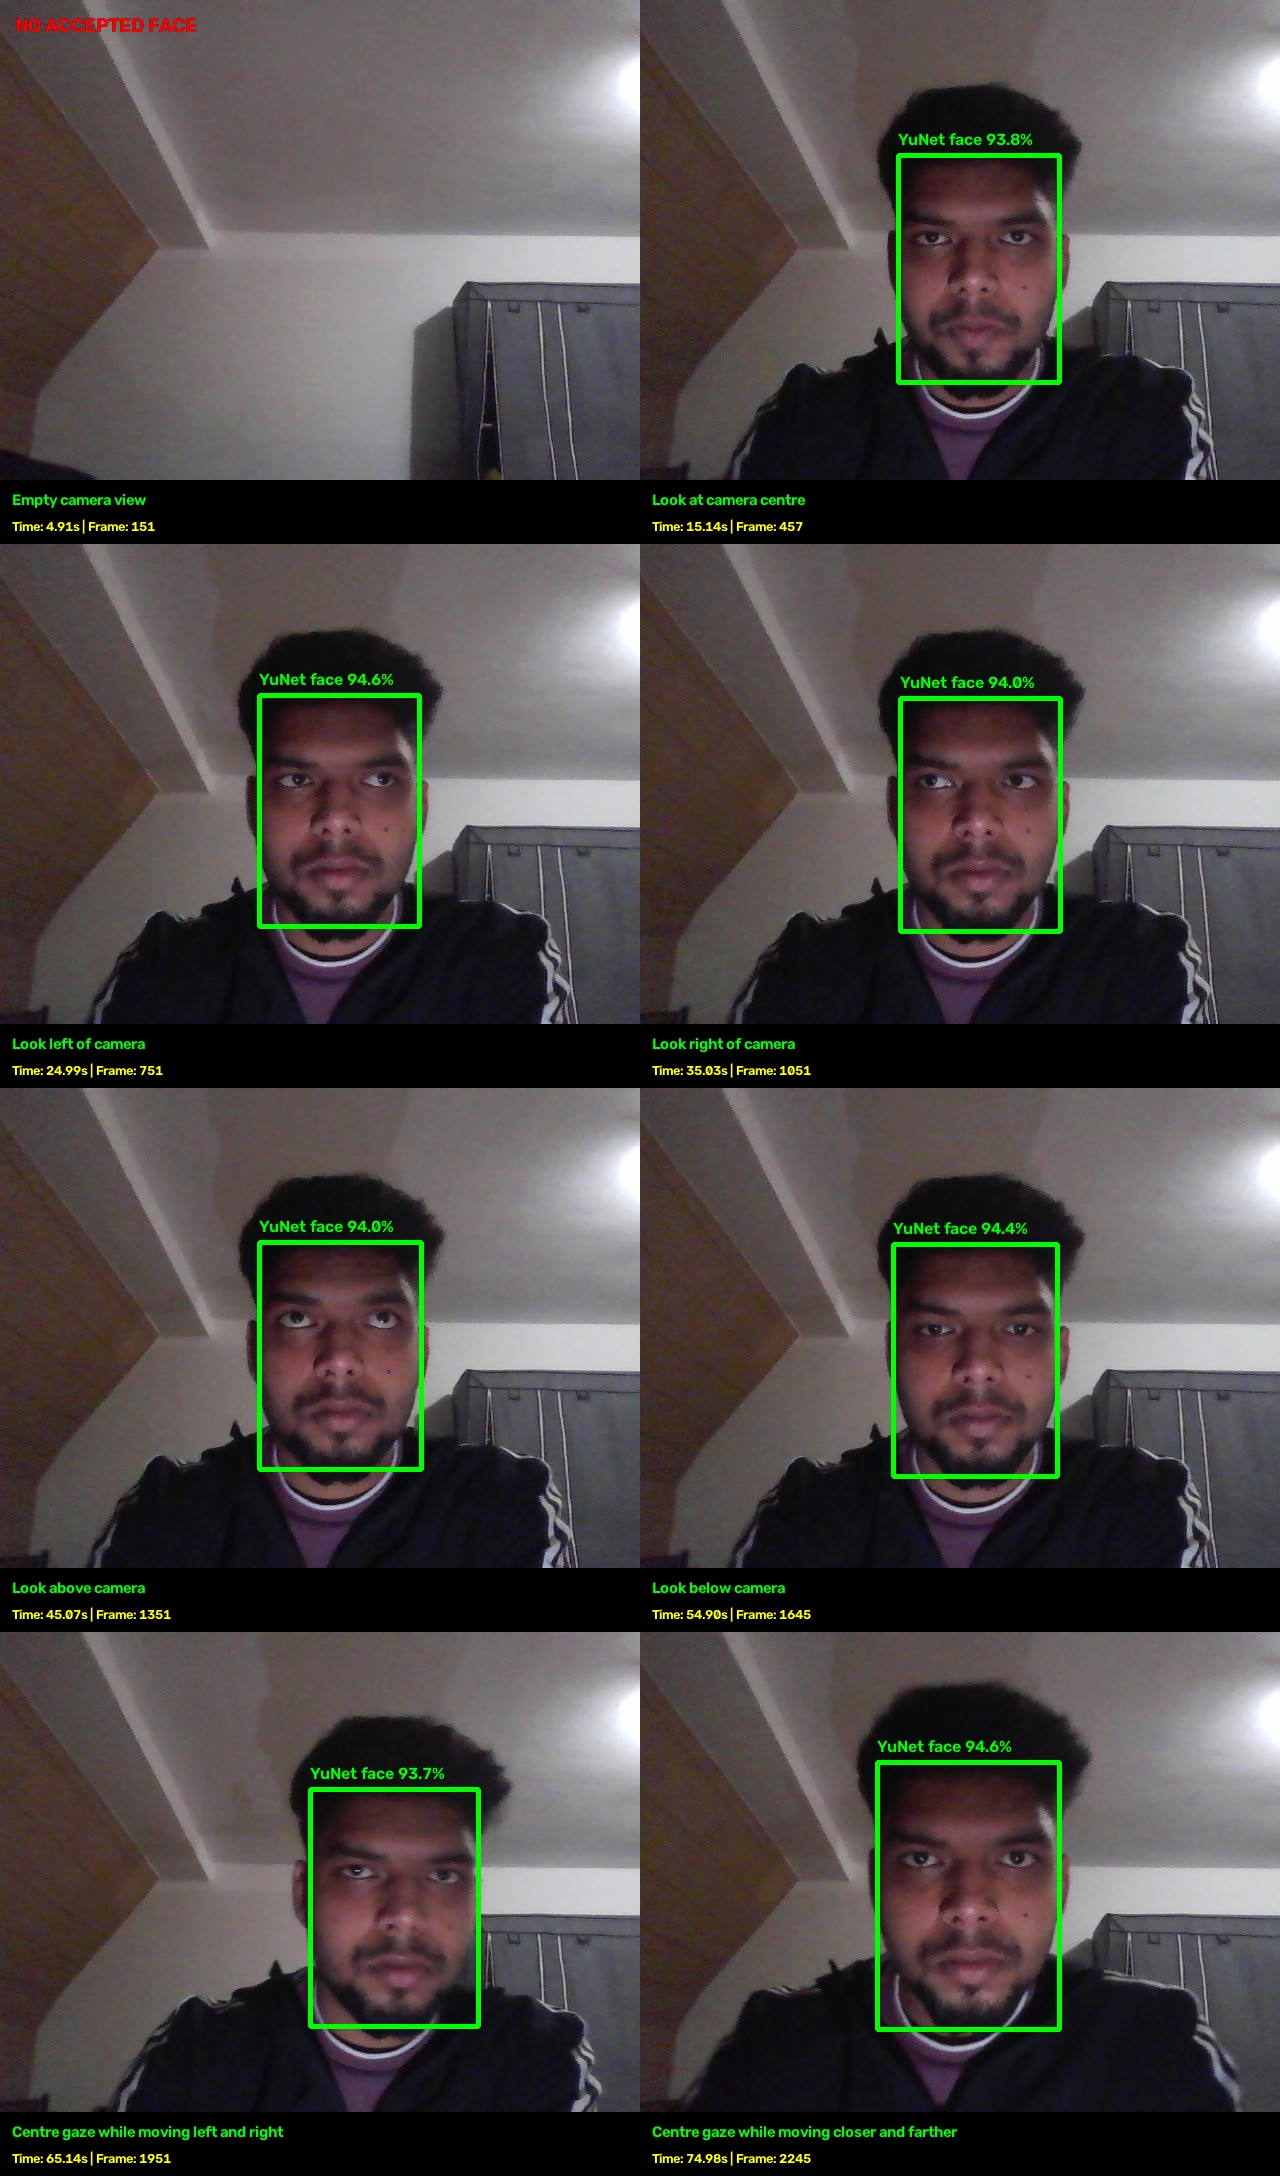 NO ACCEPTED FACE
YuNet face 93.8%
Empty camera view
Time: 4.91s | Frame: 151
Look at camera centre
Time: 15.14s | Frame: 457
YuNet face 94.6%
YuNet face 94.0%
Look left of camera
Time: 24.99s | Frame: 751
Look right of camera
Time: 35.03s | Frame: 1051
YuNet face 94.0%
YuNet face 94.4%
Look above camera
Time: 45.07s | Frame: 1351
Look below camera
Time: 54.90s | Frame: 1645
YuNet face 93.7%
YuNet face 94.6%
Centre gaze while moving left and right
Time: 65.14s | Frame: 1951
Centre gaze while moving closer and farther
Time: 74.98s | Frame: 2245